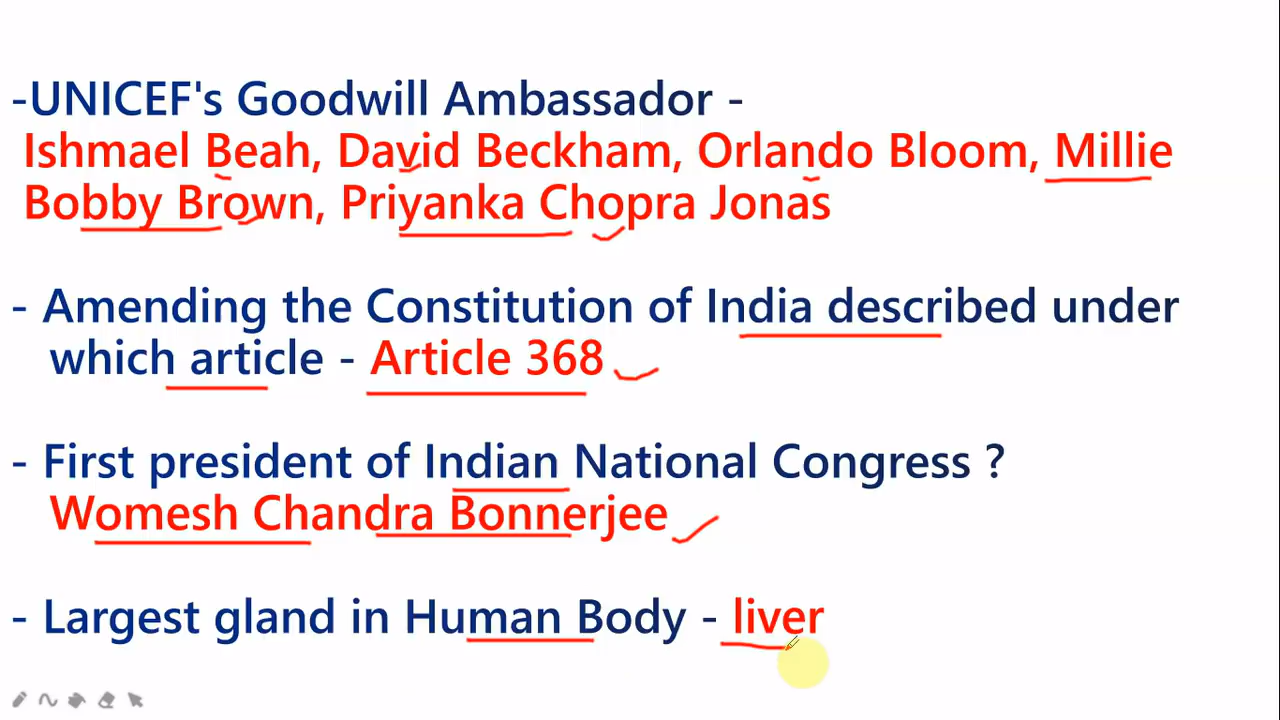 -UNICEF's Goodwill Ambassador -
Ishmael Beah, David Beckham, Orlando Bloom, Millie
Bobby Brown, Priyanka Chopra Jonas
- Amending the Constitution of India described under
which article - Article 368
- First president of Indian National Congress ?
Womesh Chandra Bonnerjee
- Largest gland in Human Body - liver